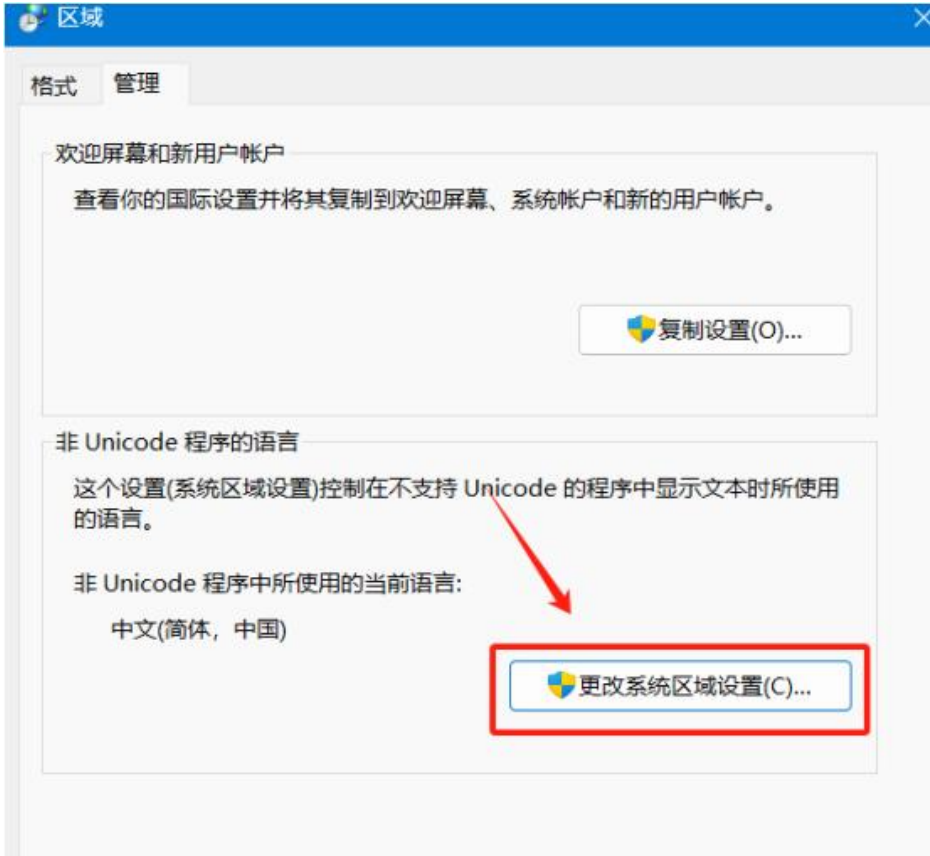 区域
格式 管理
欢迎屏幕和新用户帐户
查看你的国际设置并将其复制到欢迎屏幕、系统帐户和新的用户帐户。
复制设置(O)...
非 Unicode 程序的语言
这个设置(系统区域设置)控制在不支持 Unicode 的程序中显示文本时所使用
的语言。
非 Unicode 程序中所使用的当前语言:
中文(简体，中国)
更改系统区域设置(C)...